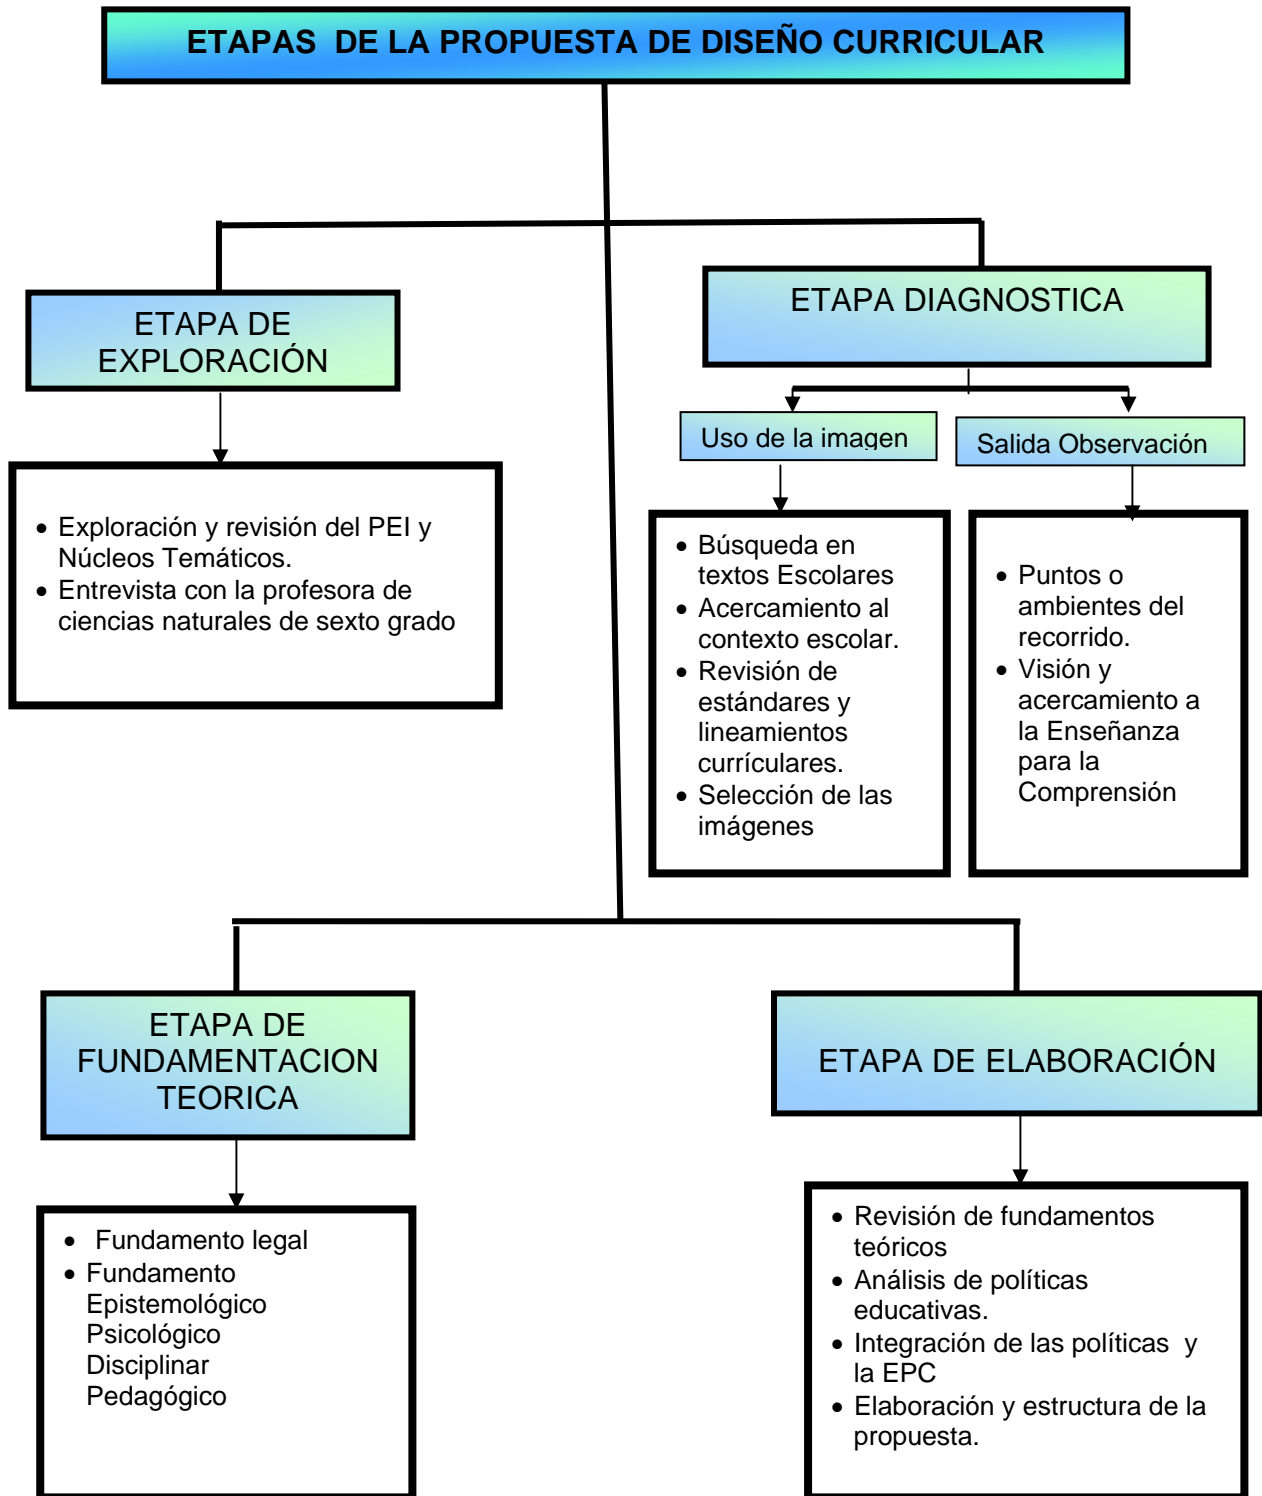 ETAPAS DE LA PROPUESTA DE DISEÑO CURRICULAR
ETAPA DE
EXPLORACIÓN
• Exploración y revisión del PEI y
Núcleos Temáticos.
• Entrevista con la profesora de
ciencias naturales de sexto grado
ETAPA DIAGNOSTICA
Uso de la imagen
• Búsqueda en
textos Escolares
• Acercamiento al
contexto escolar.
• Revisión de
estándares y
lineamientos
currículares.
• Selección de las
imágenes
Salida Observación
• Puntos o
ambientes del
recorrido.
• Visión y
acercamiento a
la Enseñanza
para la
Comprensión
ETAPA DE
FUNDAMENTACION
TEORICA
• Fundamento legal
• Fundamento
Epistemológico
Psicológico
Disciplinar
Pedagógico
ETAPA DE ELABORACIÓN
• Revisión de fundamentos
teóricos
• Análisis de políticas
educativas.
• Integración de las políticas y
la EPC
• Elaboración y estructura de la
propuesta.